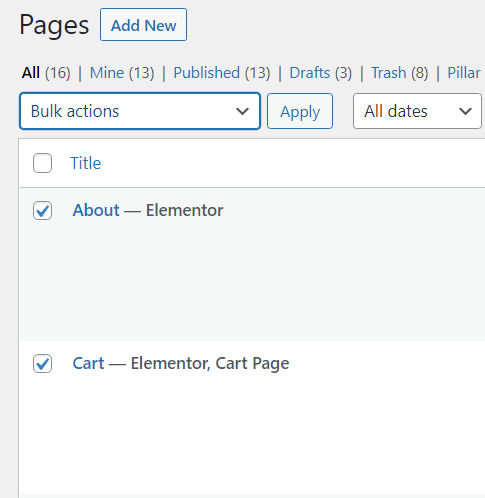 Pages Add New
All (16) | Mine (13) | Published (13) | Drafts (3) | Trash (8) | Pillar
Bulk actions Apply All dates
Title
About — Elementor
Cart — Elementor, Cart Page